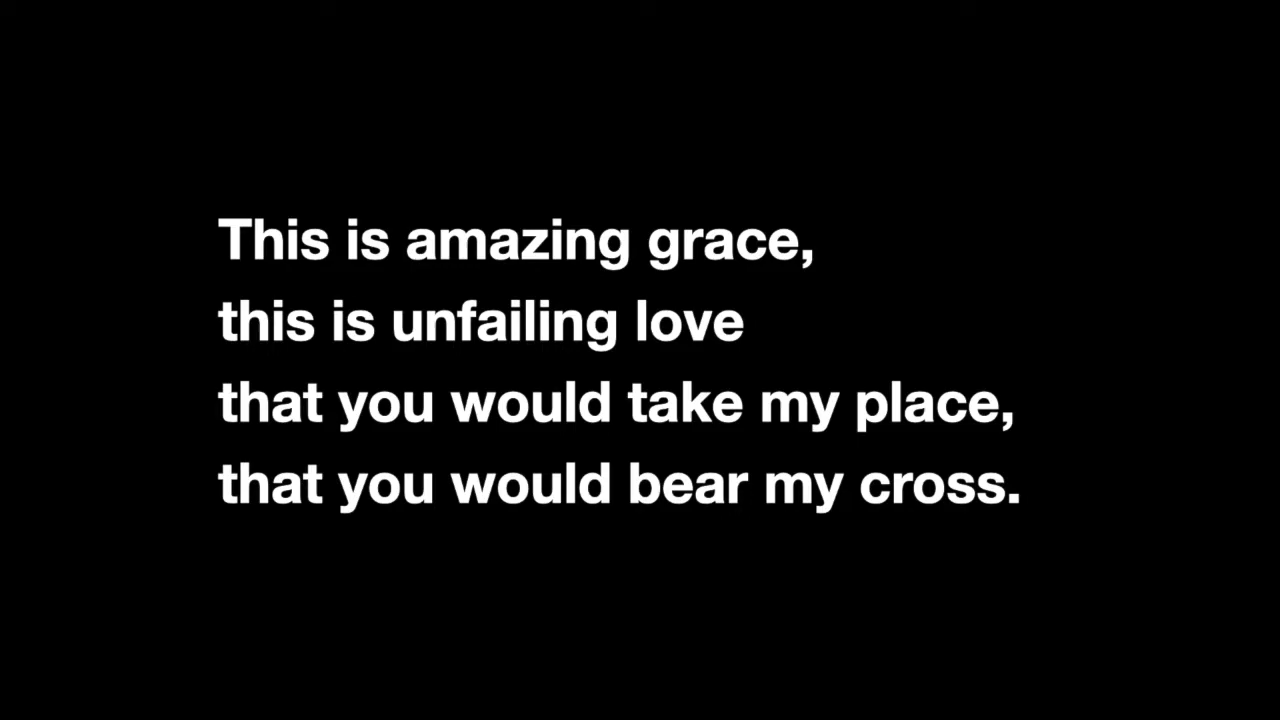 This is amazing grace,
this is unfailing love
that you would take my place,
that you would bear my cross.